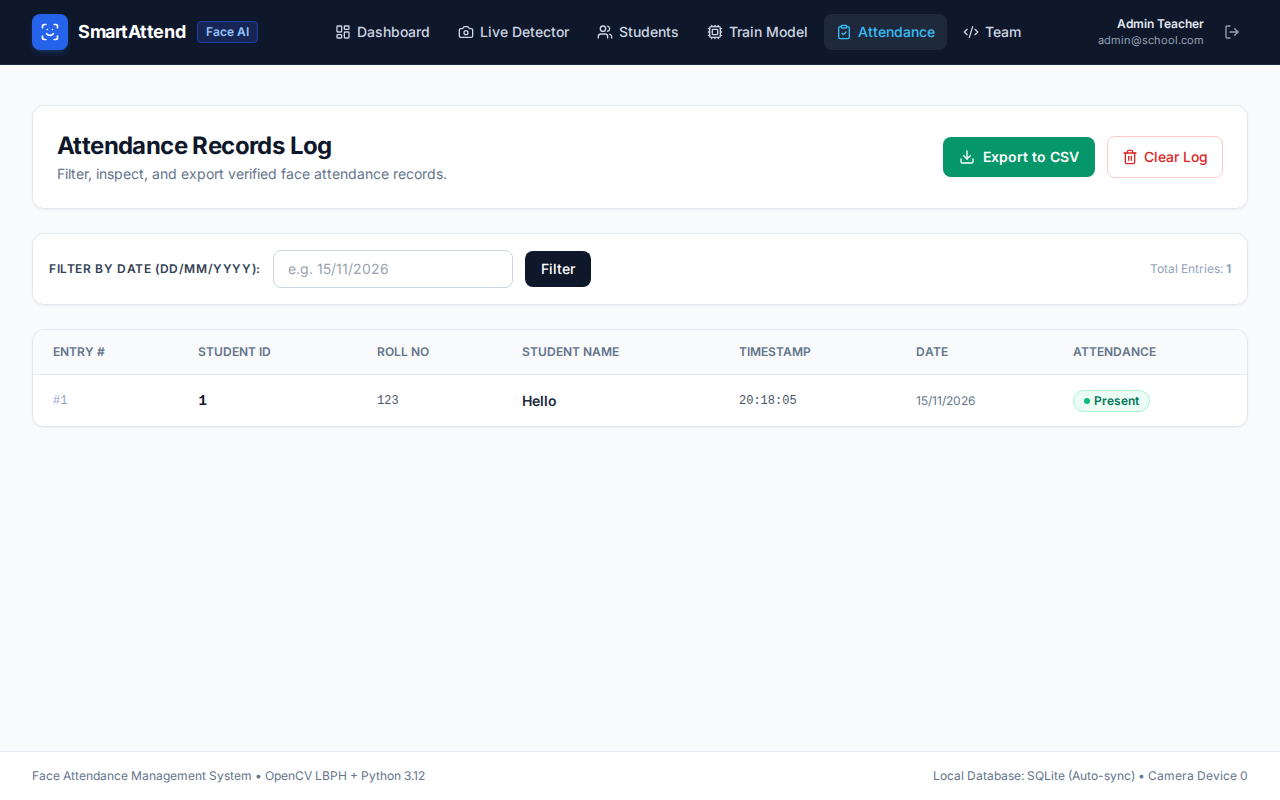 SmartAttend
Face AI
Dashboard
Live Detector
Students
Train Model
Attendance
Team
Admin Teacher
admin@school.com
Attendance Records Log
Filter, inspect, and export verified face attendance records.
Export to CSV
Clear Log
FILTER BY DATE (DD/MM/YYYY):
e.g. 15/11/2026
Filter
Total Entries: 1
ENTRY # STUDENT ID ROLL NO STUDENT NAME TIMESTAMP DATE ATTENDANCE
#1 1 123 Hello 20:18:05 15/11/2026 Present
Face Attendance Management System • OpenCV LBPH + Python 3.12
Local Database: SQLite (Auto-sync) • Camera Device 0